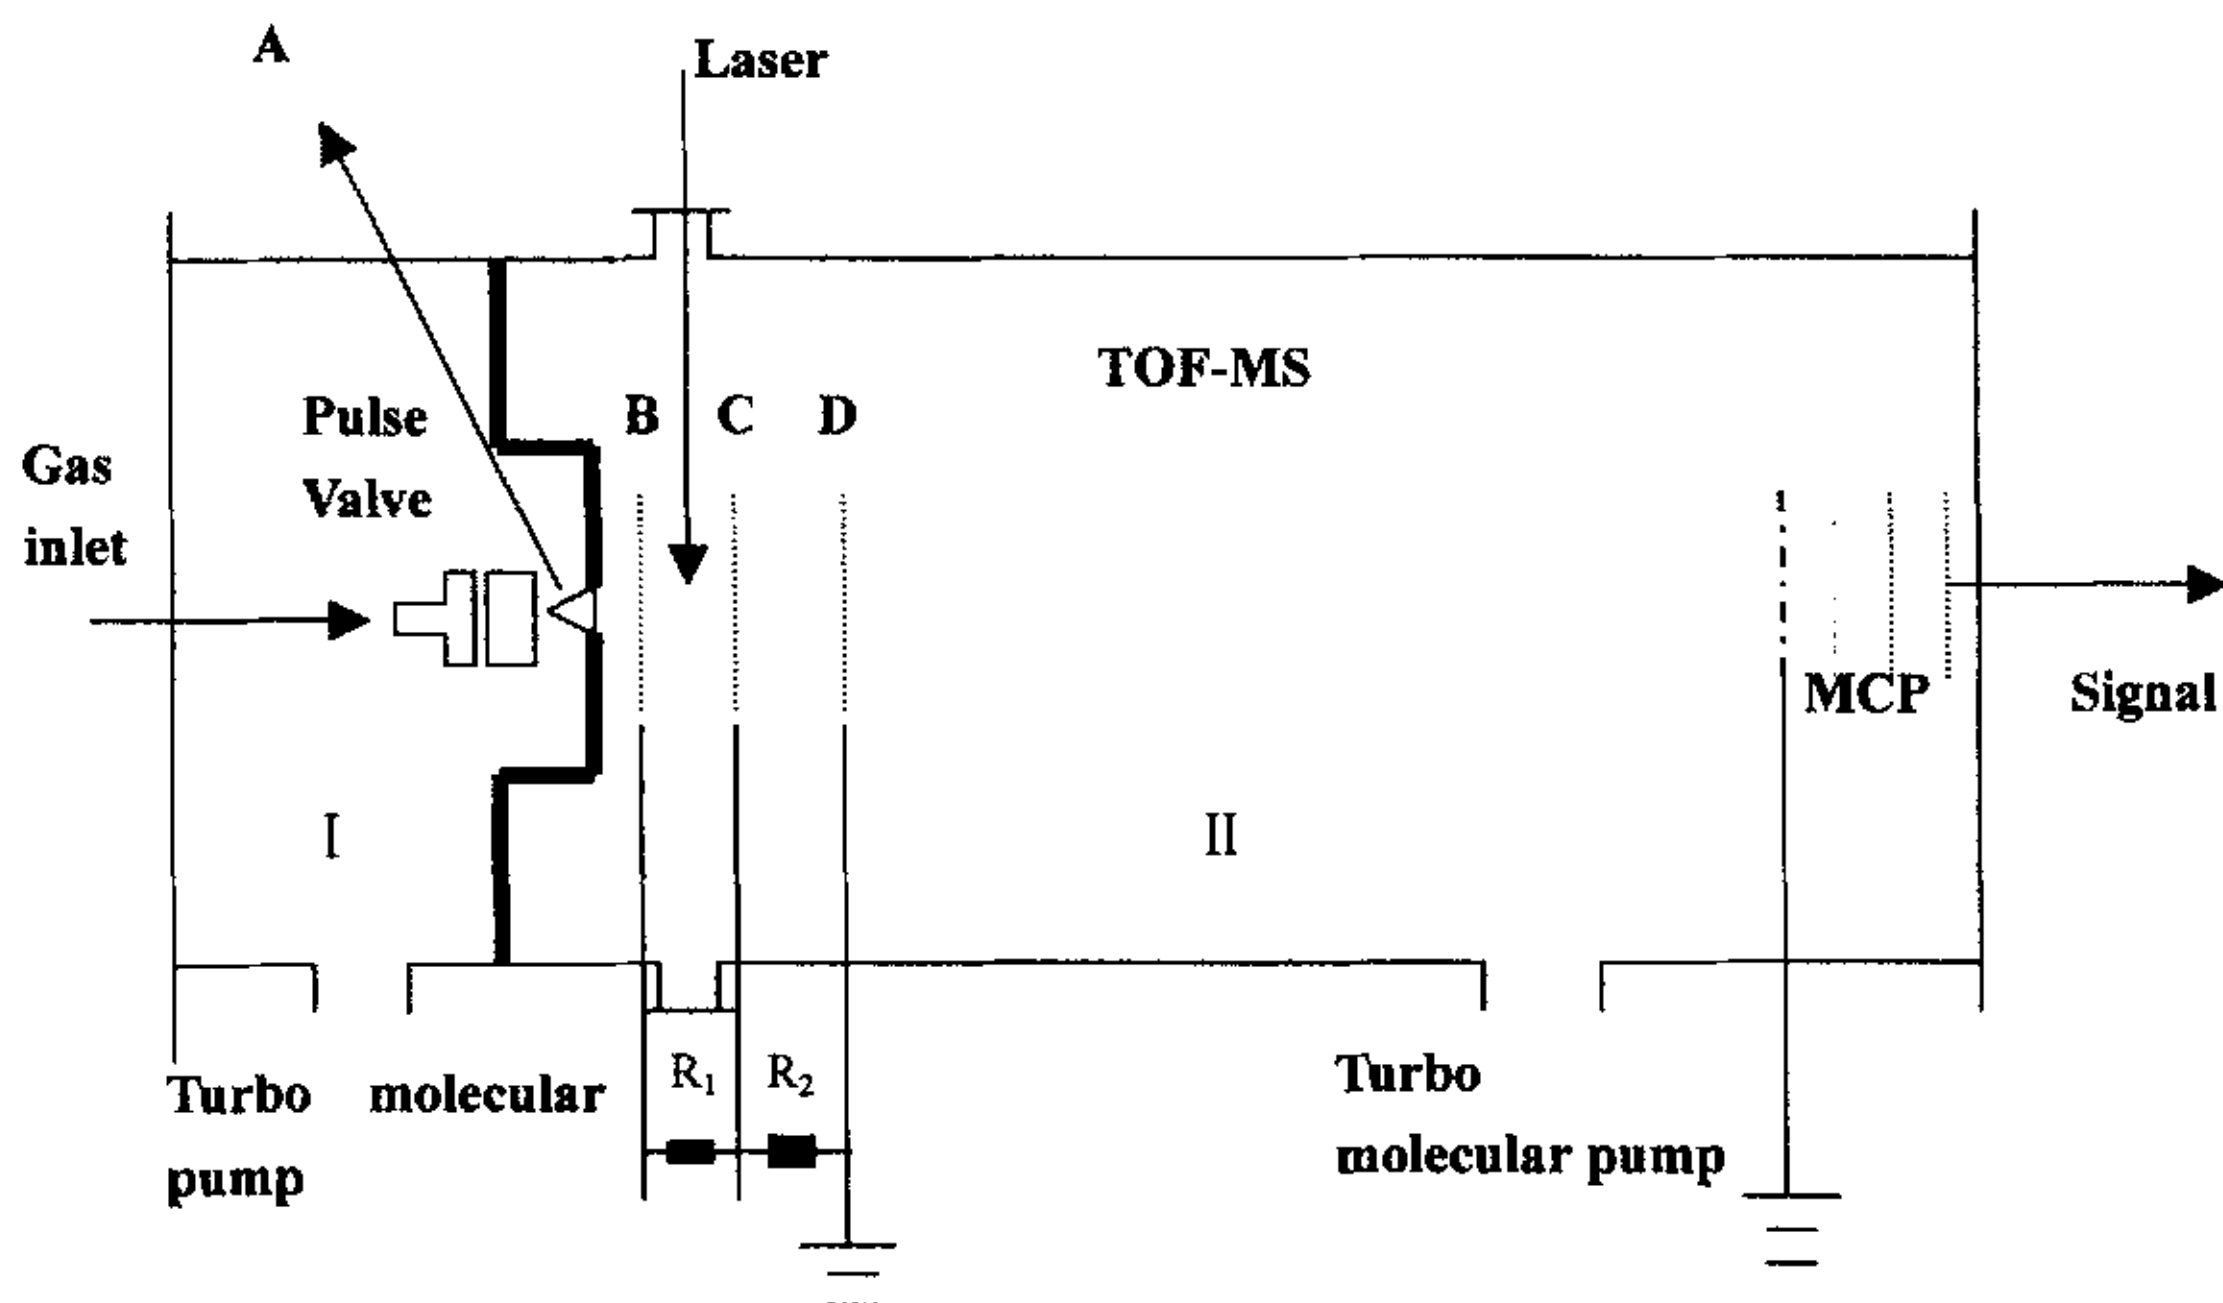 A
Laser
TOF-MS
Pulse
Valve
B C D
Gas
inlet
MCP
Signal
I
II
R₁ R₂
Turbo molecular
pump
Turbo
molecular pump